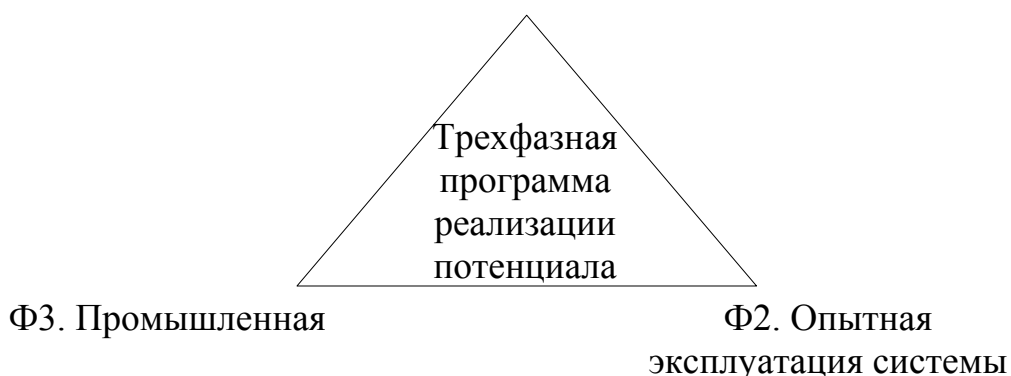 Трехфазная
программа
реализации
потенциала
Ф3. Промышленная
Ф2. Опытная
эксплуатация системы